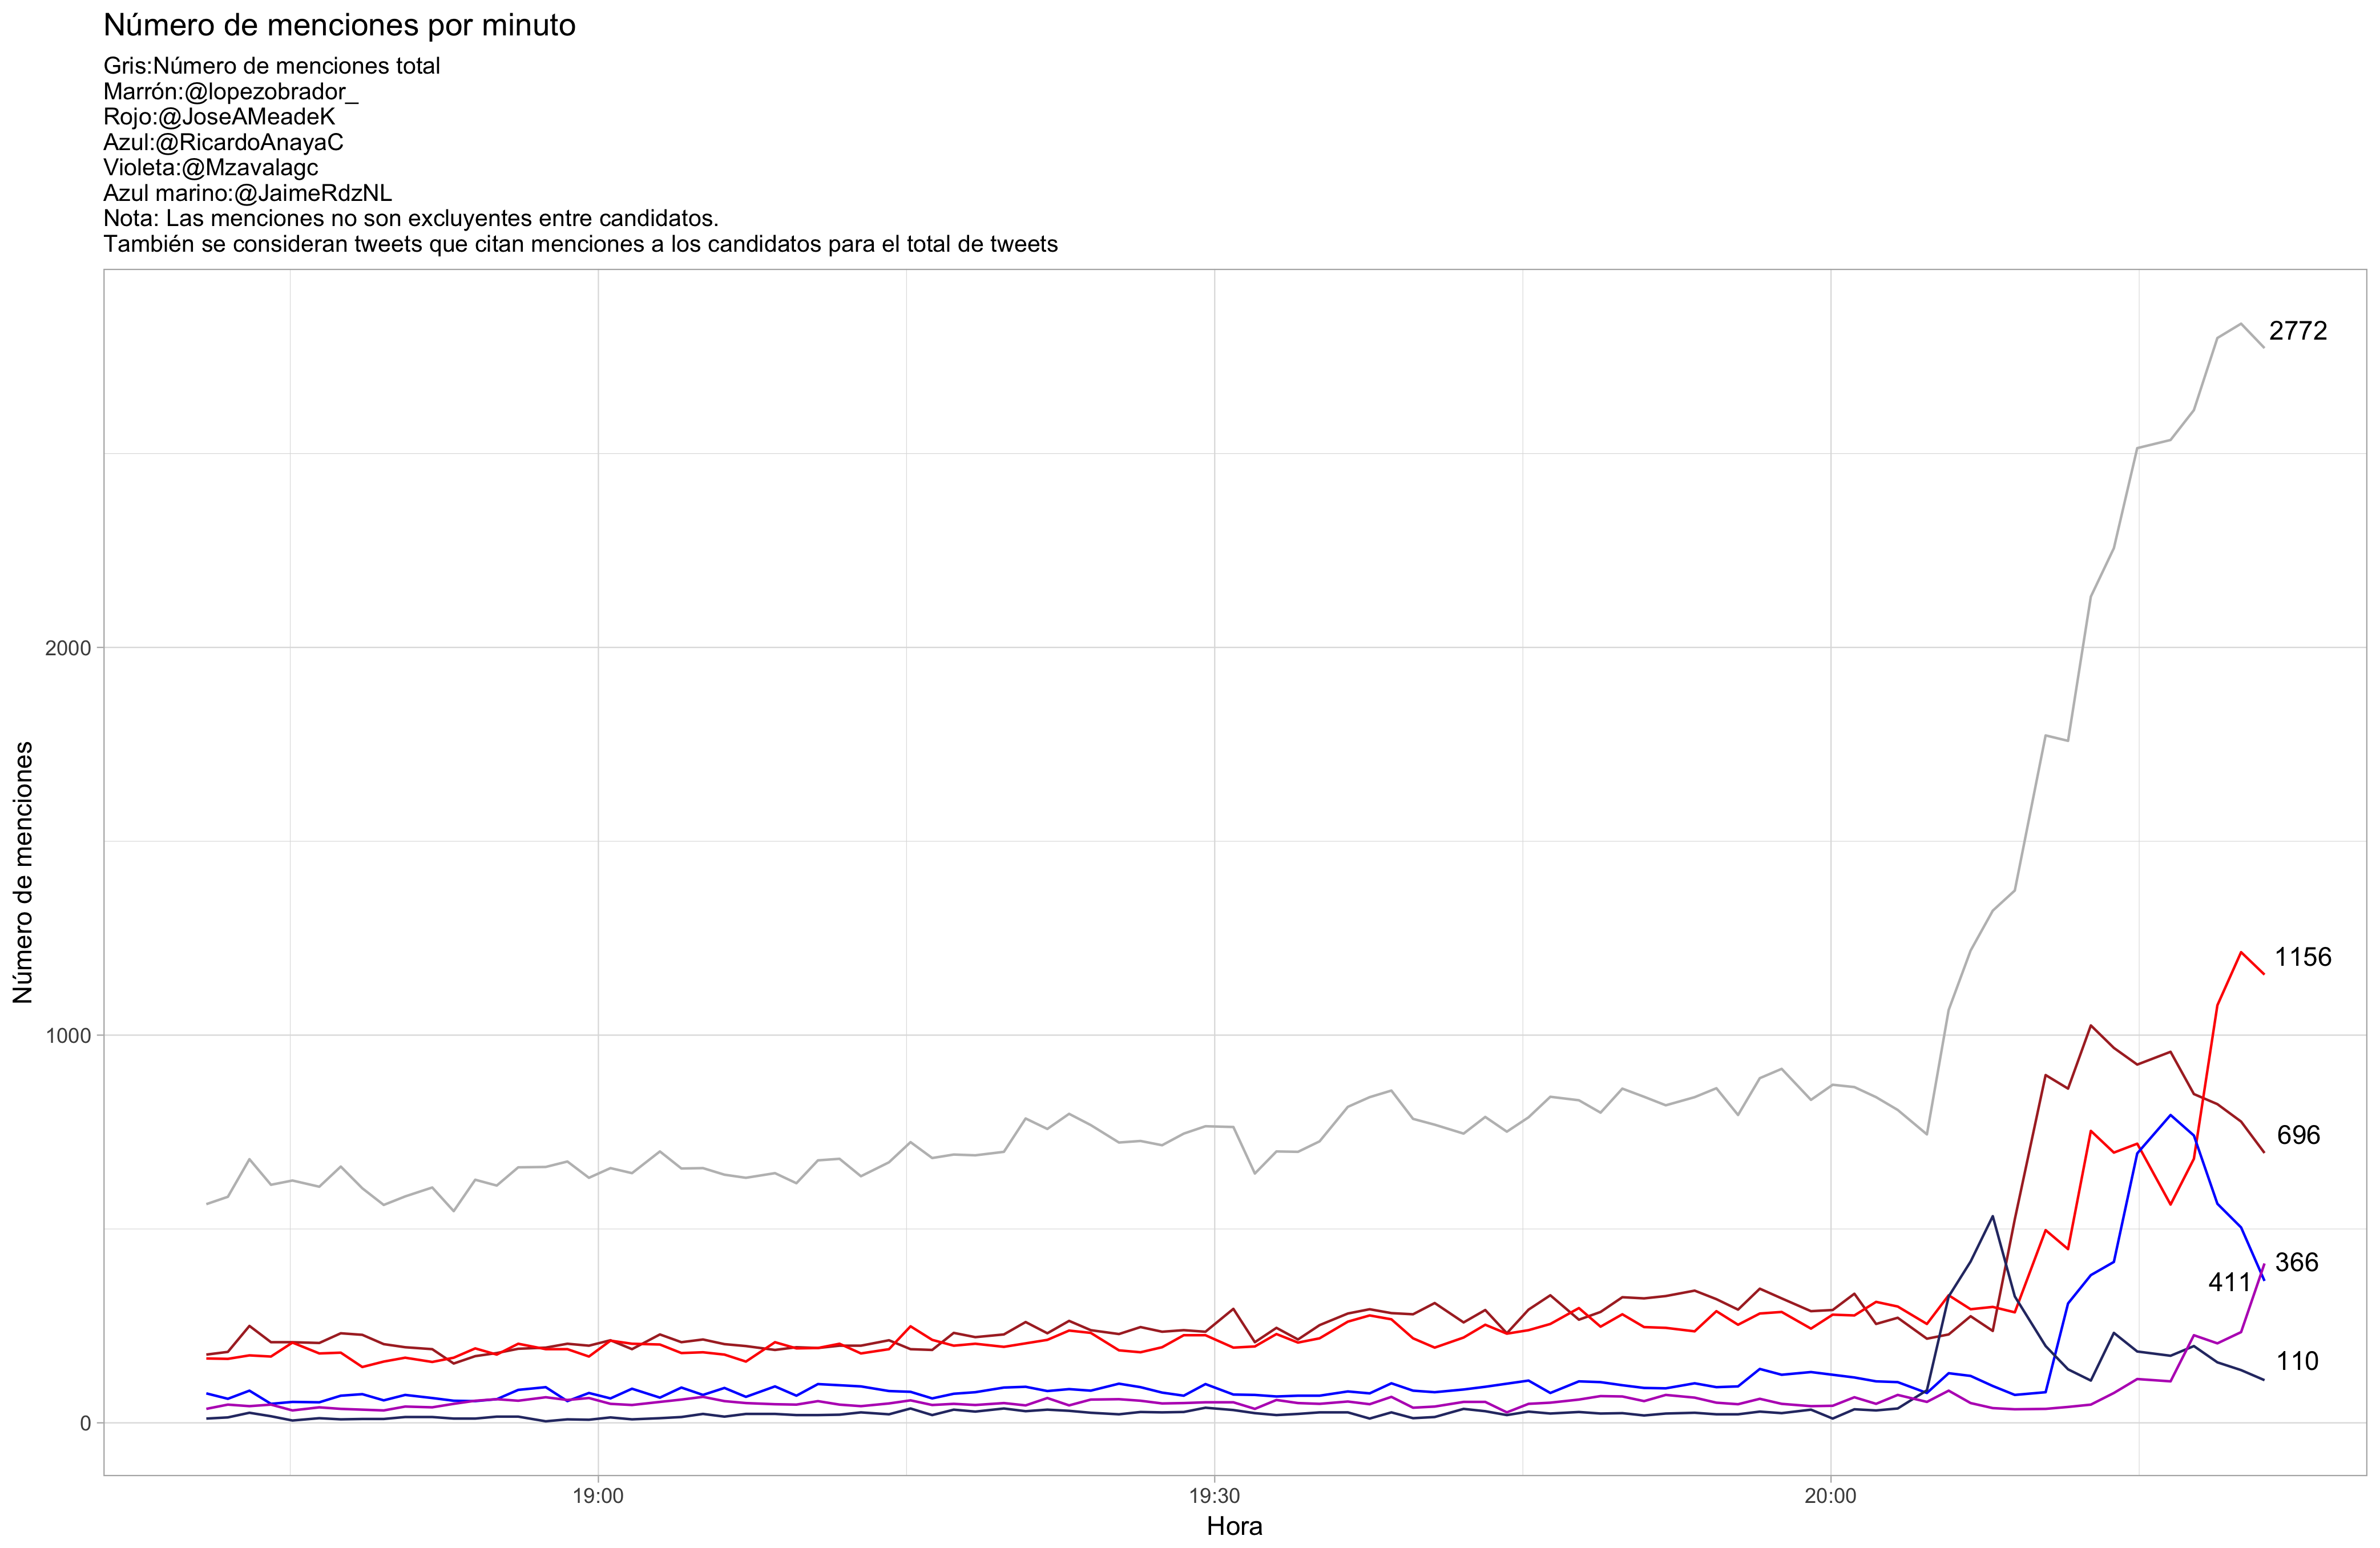 Número de menciones por minuto
Gris:Número de menciones total
Marrón:@lopezobrador_
Rojo:@JoseAMeadeK
Azul:@RicardoAnayaC
Violeta:@Mzavalagc
Azul marino:@JaimeRdzNL
Nota: Las menciones no son excluyentes entre candidatos.
También se consideran tweets que citan menciones a los candidatos para el total de tweets
2772
2000
Número de menciones
1156
1000
696
366
411
110
0
19:00
19:30
20:00
Hora